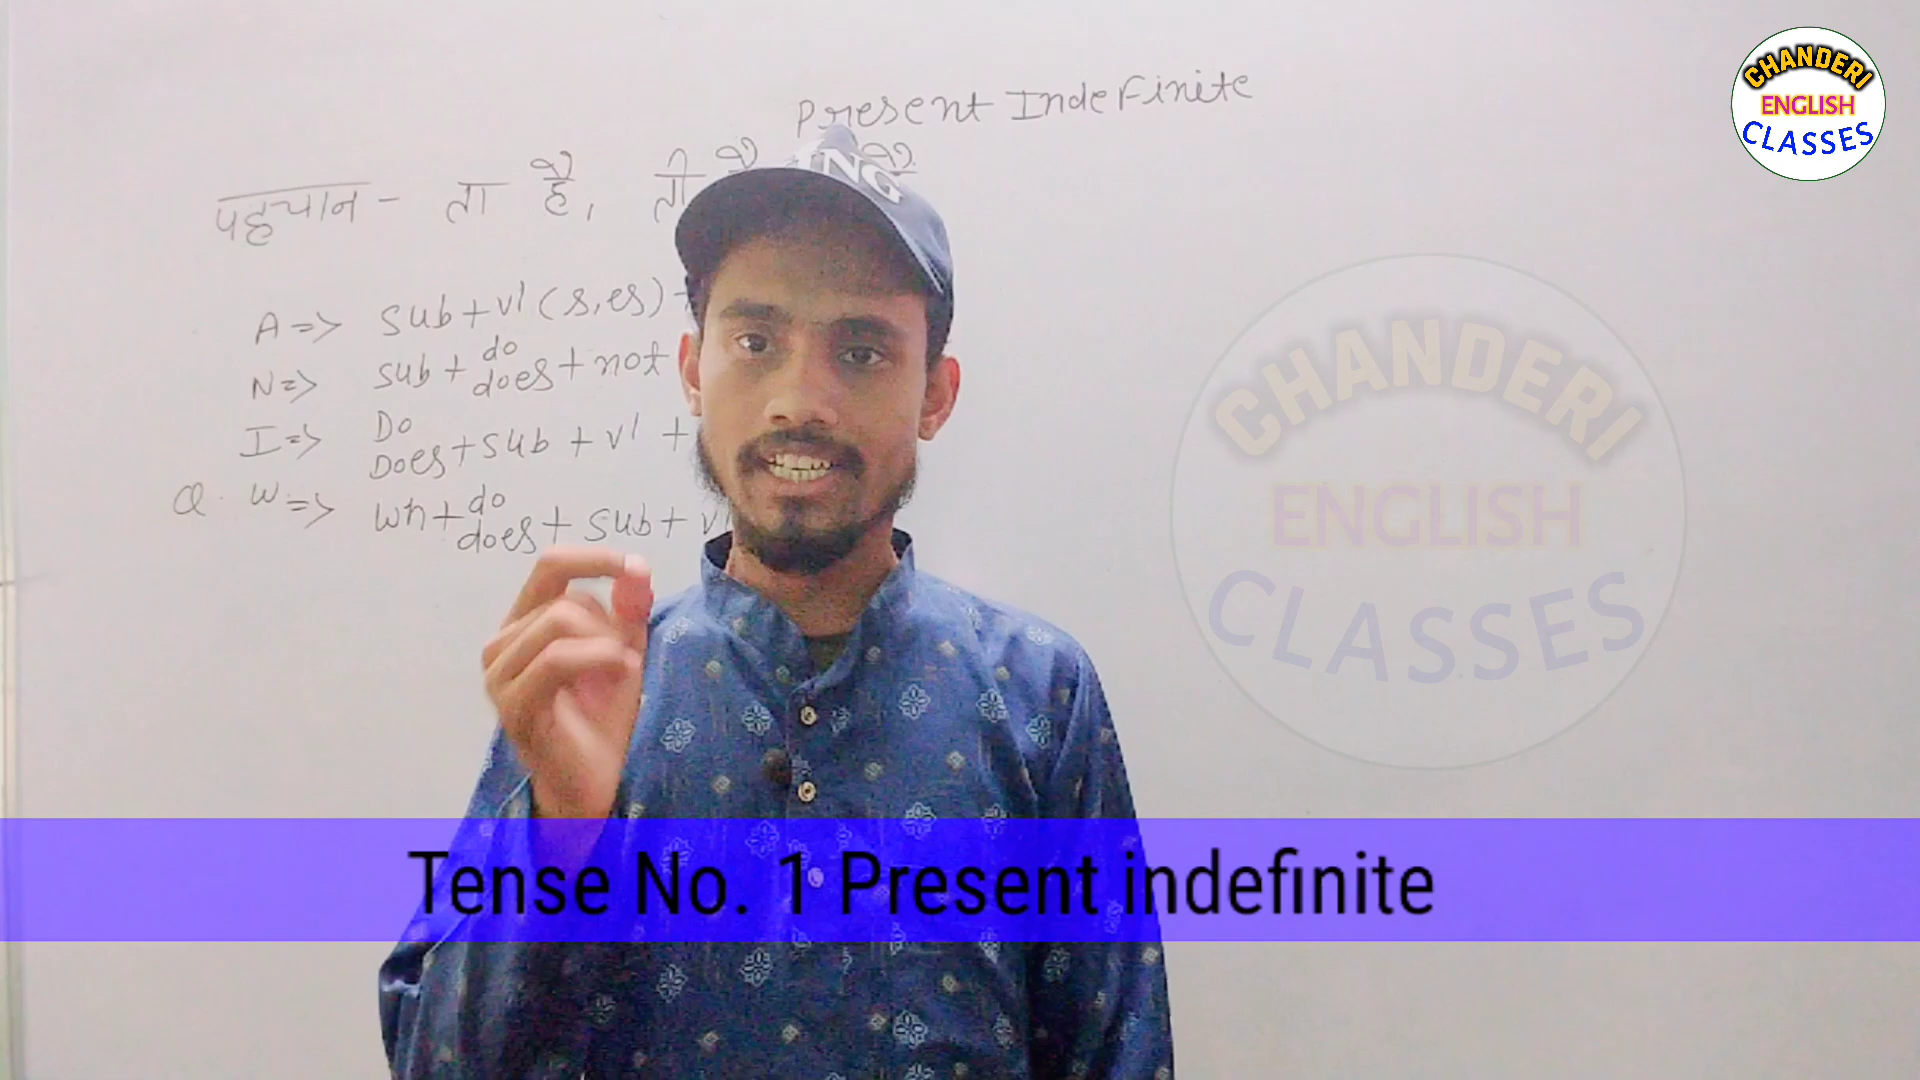 Present Indefinite
पहचान - ता है, ती है
A => sub + v1 (s, es) +
N => sub + do does + not
I => Do Does + sub + v1 +
Q. W. => wh + do does + sub + v1
NG
CHANDERI
ENGLISH
CLASSES
CHANDERI
ENGLISH
CLASSES
Tense No. 1 Present indefinite